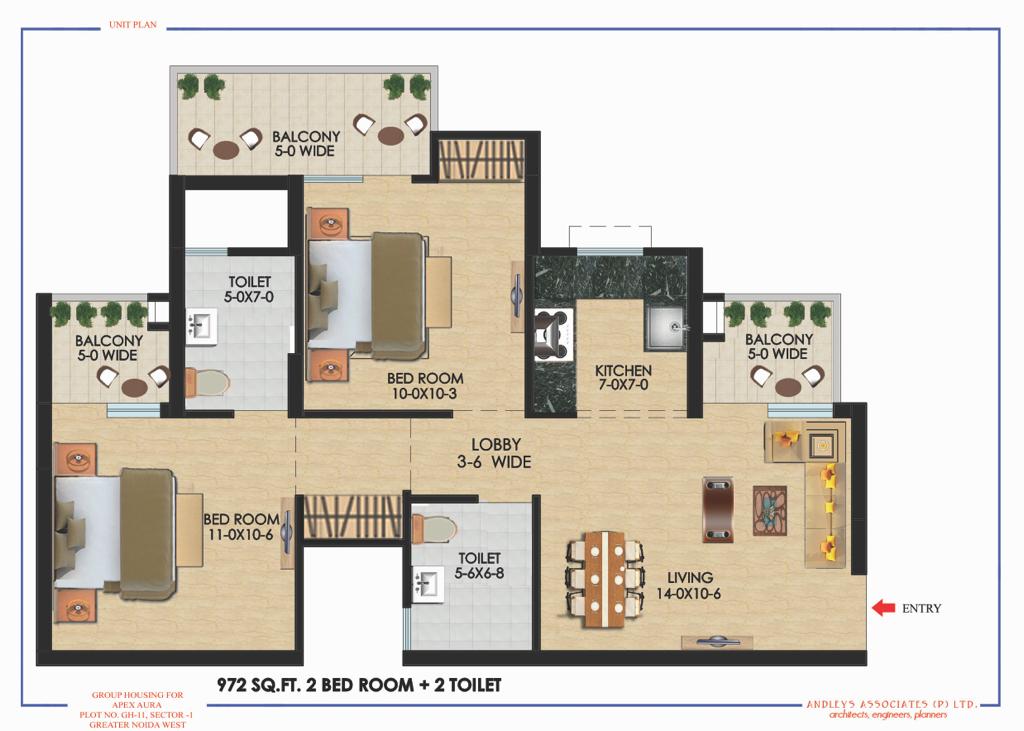 UNIT PLAN
BALCONY
5-0 WIDE
TOILET
5-0X7-0
BALCONY
5-0 WIDE
BED ROOM
10-0X10-3
KITCHEN
7-0X7-0
BALCONY
5-0 WIDE
LOBBY
3-6 WIDE
BED ROOM
11-0X10-6
TOILET
5-6X6-8
LIVING
14-0X10-6
ENTRY
972 SQ.FT. 2 BED ROOM + 2 TOILET
GROUP HOUSING FOR
APEX AURA
PLOT NO. GH-11, SECTOR -1
GREATER NOIDA WEST
ANDLEYS ASSOCIATES (P) LTD.
architects, engineers, planners